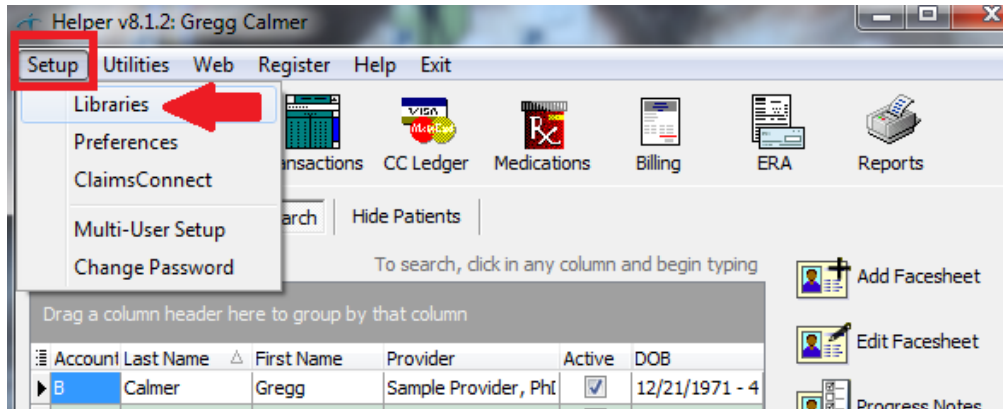 Helper v8.1.2: Gregg Calmer
Setup Utilities Web Register Help Exit
Libraries
Preferences
ClaimsConnect
Multi-User Setup
Change Password
CC Ledger Medications Billing ERA Reports
Hide Patients
To search, click in any column and begin typing
Drag a column header here to group by that column
Account Last Name First Name Provider Active DOB
B Calmer Gregg Sample Provider, 12/21/1971 - 4
Add Facesheet
Edit Facesheet
Progress Notes